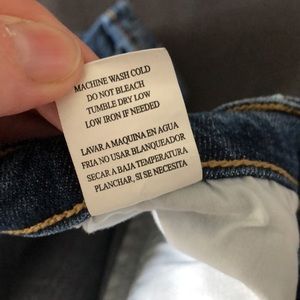 MACHINE WASH COLD
DO NOT BLEACH
TUMBLE DRY LOW
LOW IRON IF NEEDED
LAVAR A MAQUINA EN AGUA
FRIA NO USAR BLANQUEADOR
SECAR A BAJA TEMPERATURA
PLANCHAR, SI SE NECESITA